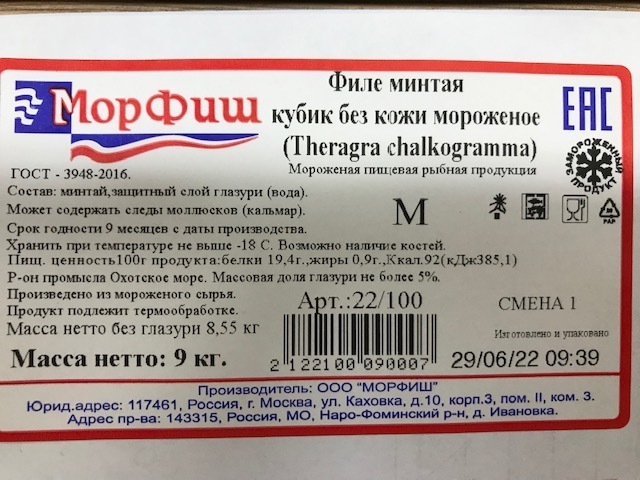 МорФиш
Филе минтая
кубик без кожи мороженое
(Theragra chalkogramma)
Мороженая пищевая рыбная продукция
EAC
ЗАМОРОЖЕННЫЙ ПРОДУКТ
ГОСТ - 3948-2016.
Состав: минтай,защитный слой глазури (вода).
Может содержать следы моллюсков (кальмар).
М
Срок годности 9 месяцев с даты производства.
PAP
Хранить при температуре не выше -18 С. Возможно наличие костей.
Пищ. ценность100г продукта:белки 19,4г.,жиры 0,9г.,Ккал.92(кДж385,1)
Р-он промысла Охотское море. Массовая доля глазури не более 5%.
Произведено из мороженого сырья.
Продукт подлежит термообработке.
Арт.:22/100
СМЕНА 1
Масса нетто без глазури 8,55 кг
Изготовлено и упаковано
Масса нетто: 9 кг.
2 122100 090007
29/06/22 09:39
Производитель: ООО "МОРФИШ"
Юрид.адрес: 117461, Россия, г. Москва, ул. Каховка, д.10, корп.3, пом. II, ком. 3.
Адрес пр-ва: 143315, Россия, МО, Наро-Фоминский р-н, д. Ивановка.